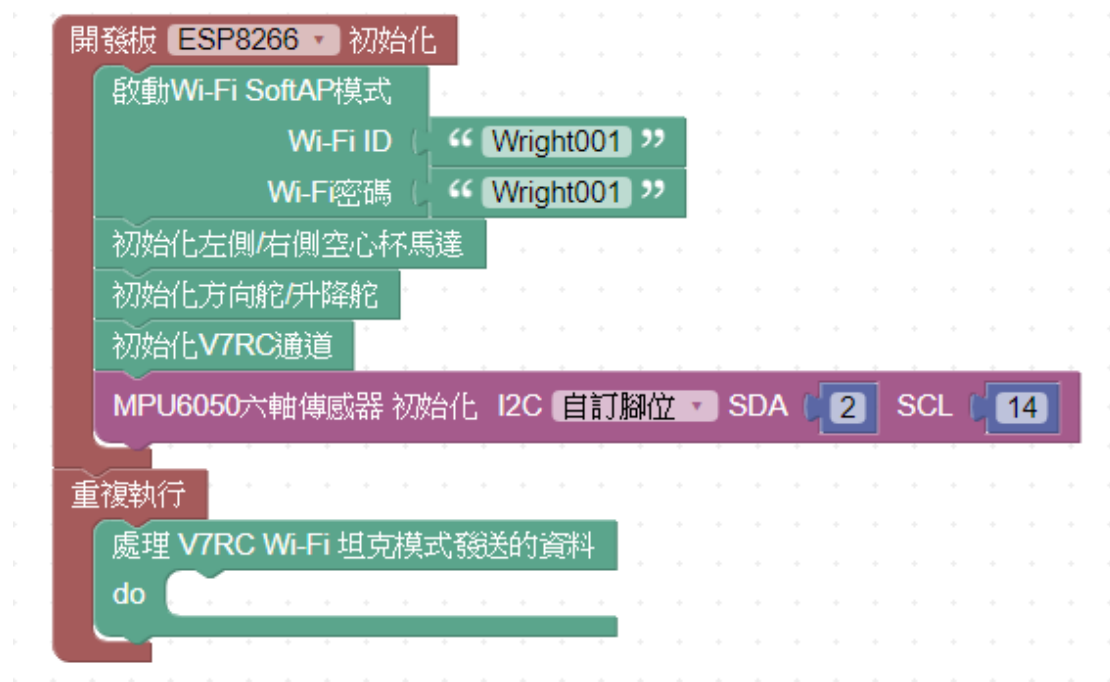 開發板 ESP8266 初始化
啟動Wi-Fi SoftAP模式
Wi-Fi ID “ Wright001 ”
Wi-Fi密碼 “ Wright001 ”
初始化左側/右側空心杯馬達
初始化方向舵/升降舵
初始化V7RC通道
MPU6050六軸傳感器 初始化 I2C 自訂腳位 SDA 2 SCL 14
重複執行
處理 V7RC Wi-Fi 坦克模式發送的資料
do